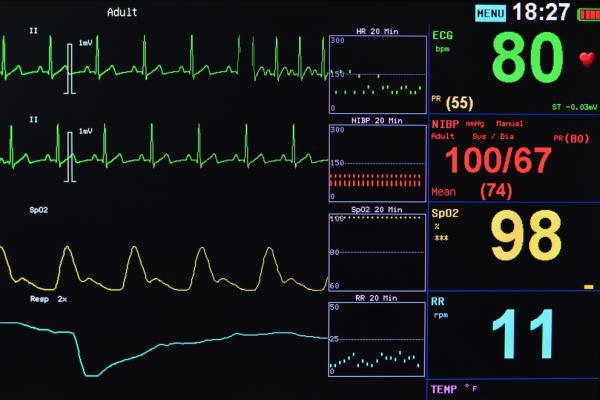 Adult
MENU 18:27
II
1mV
HR 20 Min
300
150
0
ECG
bpm
80
PR (55)
ST -0.03mV
II
1mV
NIBP 20 Min
300
150
0
NIBP mmHg Manual
Adult Sys / Dia PR(80)
100/67
Mean (74)
SpO2
SpO2 20 Min
100
80
60
SpO2
%
***
98
Resp 2x
RR 20 Min
50
25
0
RR
rpm
11
TEMP °F